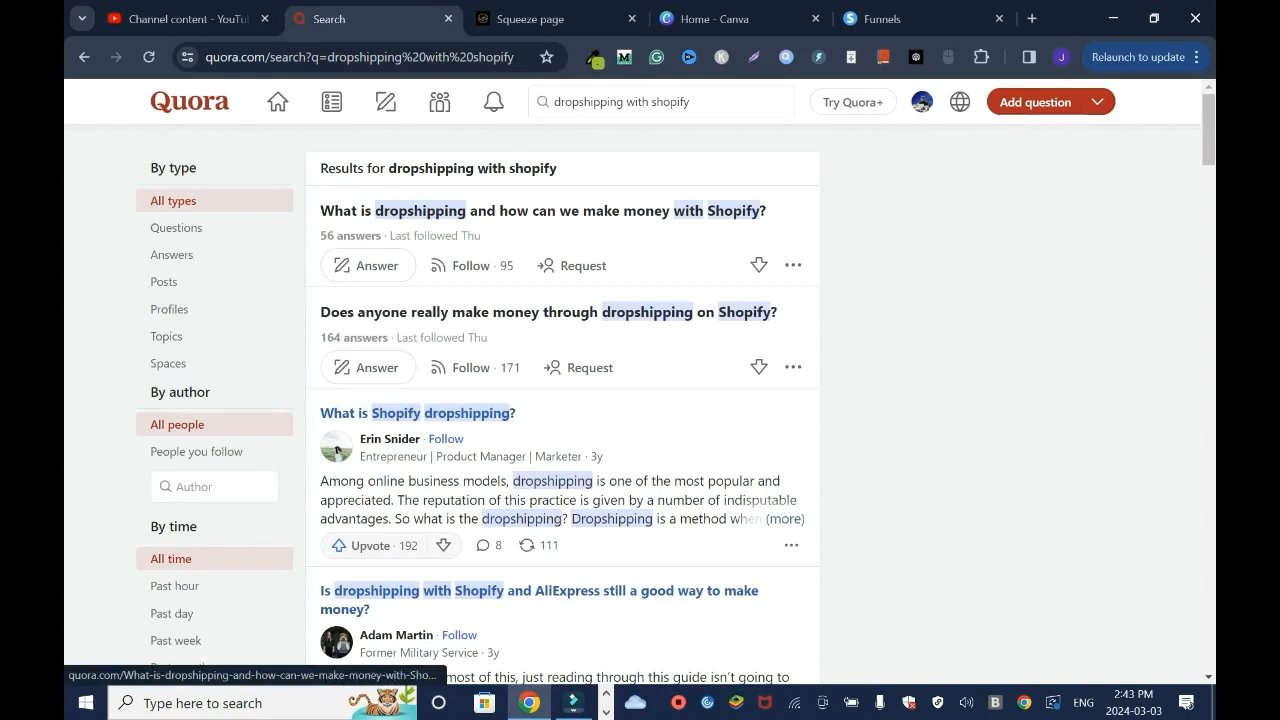 Channel content - YouTu
Search
Squeeze page
Home - Canva
Funnels
quora.com/search?q=dropshipping%20with%20shopify
Relaunch to update
Quora
dropshipping with shopify
Try Quora+
Add question
By type
All types
Questions
Answers
Posts
Profiles
Topics
Spaces
By author
All people
People you follow
Author
By time
All time
Past hour
Past day
Past week
Results for dropshipping with shopify
What is dropshipping and how can we make money with Shopify?
56 answers · Last followed Thu
Answer
Follow · 95
Request
Does anyone really make money through dropshipping on Shopify?
164 answers · Last followed Thu
Answer
Follow · 171
Request
What is Shopify dropshipping?
Erin Snider · Follow
Entrepreneur | Product Manager | Marketer · 3y
Among online business models, dropshipping is one of the most popular and
appreciated. The reputation of this practice is given by a number of indisputable
advantages. So what is the dropshipping? Dropshipping is a method where (more)
Upvote · 192
8
111
Is dropshipping with Shopify and AliExpress still a good way to make
money?
Adam Martin · Follow
Former Military Service · 3y
most of this, just reading through this guide isn't going to
quora.com/What-is-dropshipping-and-how-can-we-make-money-with-Sho...
Type here to search
ENG
2:43 PM
2024-03-03